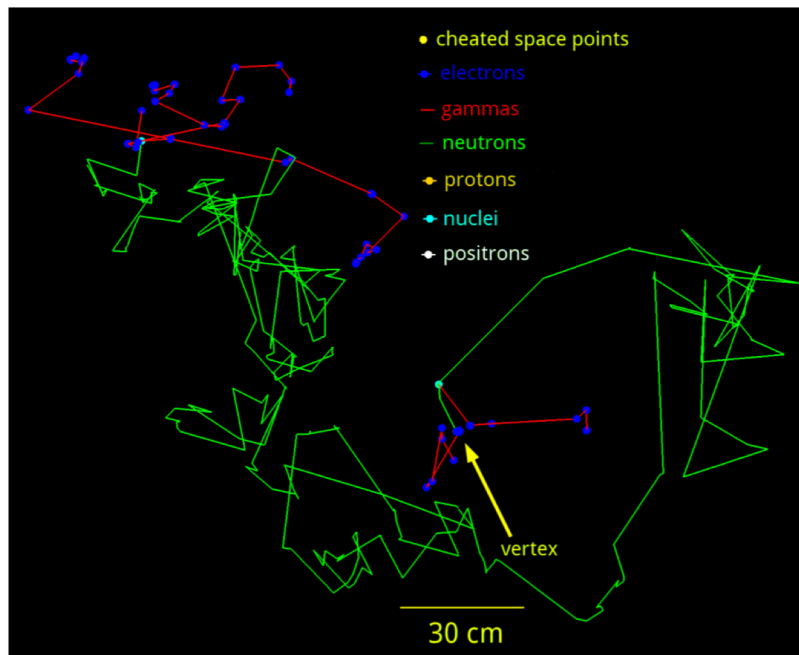 cheated space points
electrons
gammas
neutrons
protons
nuclei
positrons
vertex
30 cm